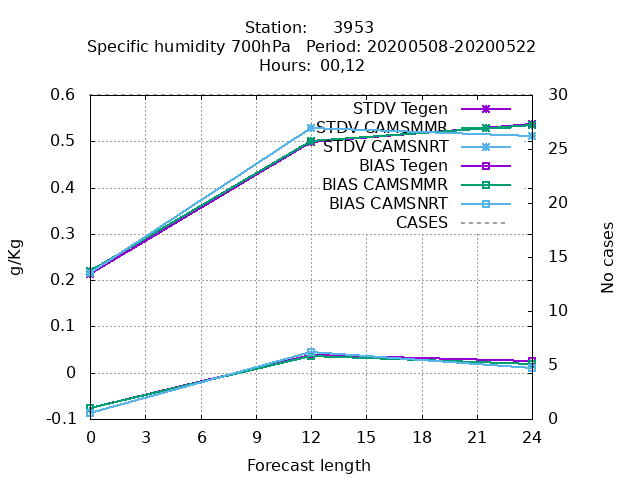 Station: 3953
Specific humidity 700hPa Period: 20200508-20200522
Hours: 00,12
0.6
0.5
0.4
0.3
0.2
0.1
0
-0.1
g/Kg
STDV Tegen
STDV CAMSMMR
STDV CAMSNRT
BIAS Tegen
BIAS CAMSMMR
BIAS CAMSNRT
CASES
30
25
20
15
10
5
0
No cases
0 3 6 9 12 15 18 21 24
Forecast length